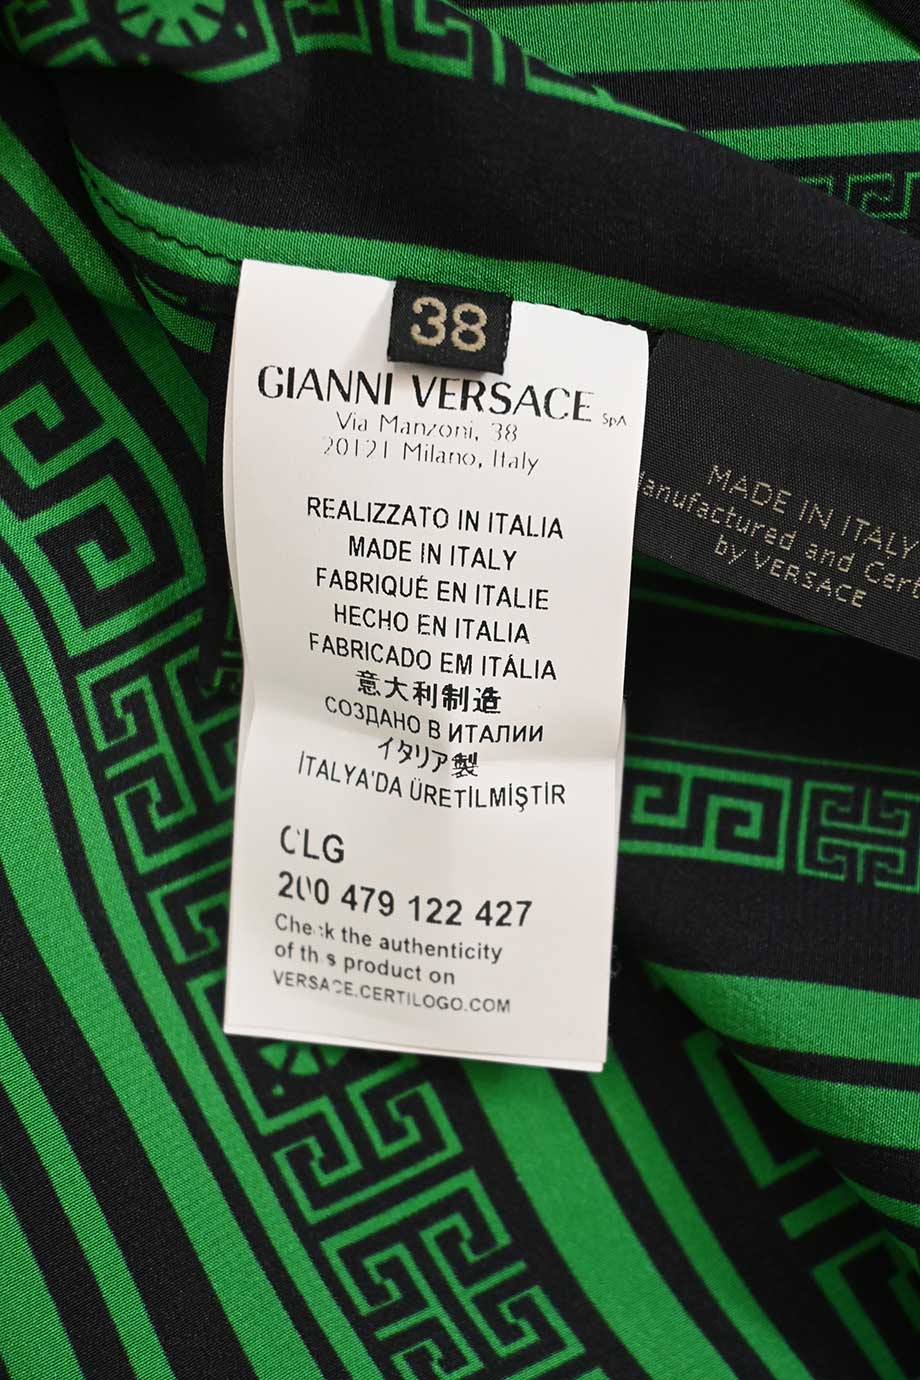 38
GIANNI VERSACE SpA
Via Manzoni, 38
20121 Milano, Italy
REALIZZATO IN ITALIA
MADE IN ITALY
FABRIQUÉ EN ITALIE
HECHO EN ITALIA
FABRICADO EM ITÁLIA
意大利制造
СОЗДАНО В ИТАЛИИ
イタリア製
İTALYA'DA ÜRETİLMİŞTİR
CLG
200 479 122 427
Check the authenticity
of this product on
VERSACE.CERTILOGO.COM
MADE IN ITALY
anufactured and Cert
by VERSACE